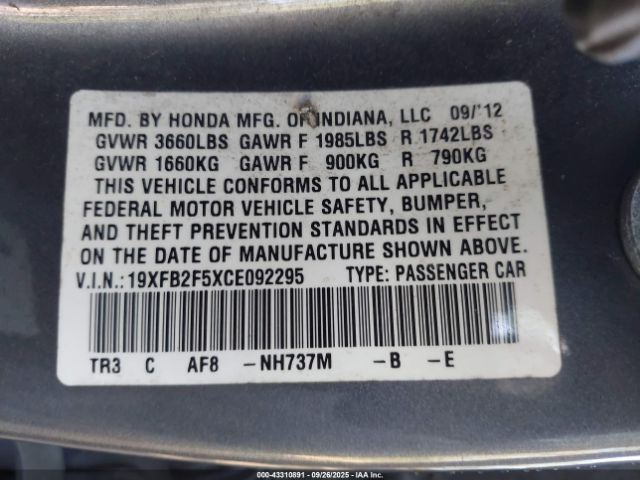 MFD. BY HONDA MFG. OF INDIANA, LLC 09/'12
GVWR 3660LBS GAWR F 1985LBS R 1742LBS
GVWR 1660KG GAWR F 900KG R 790KG
THIS VEHICLE CONFORMS TO ALL APPLICABLE
FEDERAL MOTOR VEHICLE SAFETY, BUMPER,
AND THEFT PREVENTION STANDARDS IN EFFECT
ON THE DATE OF MANUFACTURE SHOWN ABOVE.
V.I.N.:19XFB2F5XCE092295 TYPE: PASSENGER CAR
TR3 C AF8 -NH737M -B -E
© -- 43310891 - 09/26/2025 - IAA Inc.